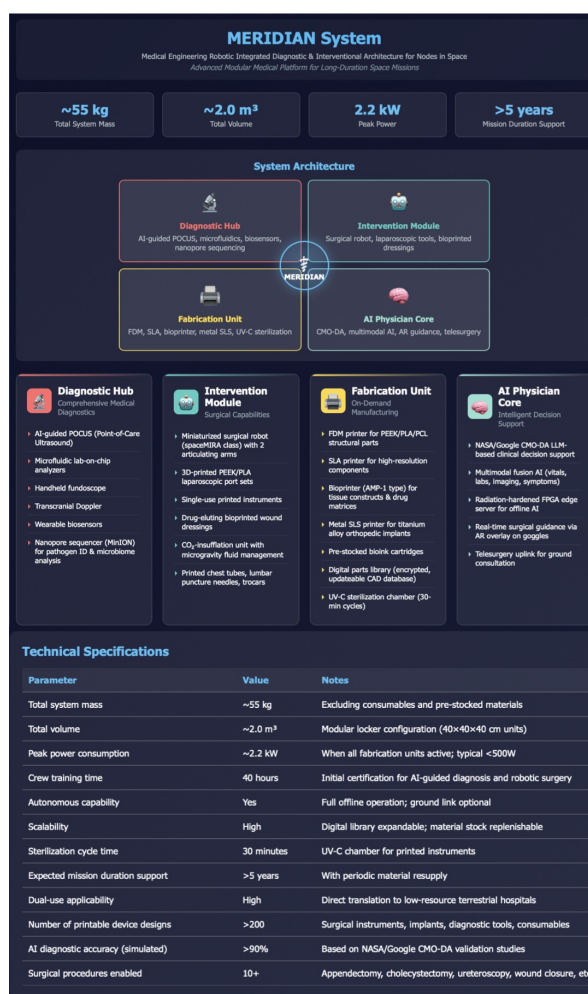 MERIDIAN System
Medical Engineering Robotic Integrated Diagnostic & Interventional Architecture for Nodes in Space
Advanced Modular Medical Platform for Long-Duration Space Missions
~55 kg
Total System Mass
~2.0 m³
Total Volume
2.2 kW
Peak Power
>5 years
Mission Duration Support
System Architecture
Diagnostic Hub
AI-guided POCUS, microfluidics, biosensors,
nanopore sequencing
Intervention Module
Surgical robot, laparoscopic tools, bioprinted
dressings
MERIDIAN
Fabrication Unit
FDM, SLA, bioprinter, metal SLS, UV-C sterilization
AI Physician Core
CMO-DA, multimodal AI, AR guidance, telesurgery
Diagnostic Hub
Comprehensive Medical
Diagnostics
AI-guided POCUS (Point-of-Care
Ultrasound)
Microfluidic lab-on-chip
analyzers
Handheld fundoscope
Transcranial Doppler
Wearable biosensors
Nanopore sequencer (MinION)
for pathogen ID & microbiome
analysis
Intervention
Module
Surgical Capabilities
Miniaturized surgical robot
(spaceMIRA class) with 2
articulating arms
3D-printed PEEK/PLA
laparoscopic port sets
Single-use printed instruments
Drug-eluting bioprinted wound
dressings
CO₂-insufflation unit with
microgravity fluid management
Printed chest tubes, lumbar
puncture needles, trocars
Fabrication Unit
On-Demand
Manufacturing
FDM printer for PEEK/PLA/PCL
structural parts
SLA printer for high-resolution
components
Bioprinter (AMP-1 type) for
tissue constructs & drug
matrices
Metal SLS printer for titanium
alloy orthopedic implants
Pre-stocked bioink cartridges
Digital parts library (encrypted,
updateable CAD database)
UV-C sterilization chamber (30-
min cycles)
AI Physician
Core
Intelligent Decision
Support
NASA/Google CMO-DA LLM-
based clinical decision support
Multimodal fusion AI (vitals,
labs, imaging, symptoms)
Radiation-hardened FPGA edge
server for offline AI
Real-time surgical guidance via
AR overlay on goggles
Telesurgery uplink for ground
consultation
Technical Specifications
Parameter Value Notes
Total system mass ~55 kg Excluding consumables and pre-stocked materials
Total volume ~2.0 m³ Modular locker configuration (40×40×40 cm units)
Peak power consumption ~2.2 kW When all fabrication units active; typical <500W
Crew training time 40 hours Initial certification for AI-guided diagnosis and robotic surgery
Autonomous capability Yes Full offline operation; ground link optional
Scalability High Digital library expandable; material stock replenishable
Sterilization cycle time 30 minutes UV-C chamber for printed instruments
Expected mission duration support >5 years With periodic material resupply
Dual-use applicability High Direct translation to low-resource terrestrial hospitals
Number of printable device designs >200 Surgical instruments, implants, diagnostic tools, consumables
AI diagnostic accuracy (simulated) >90% Based on NASA/Google CMO-DA validation studies
Surgical procedures enabled 10+ Appendectomy, cholecystectomy, ureteroscopy, wound closure, et